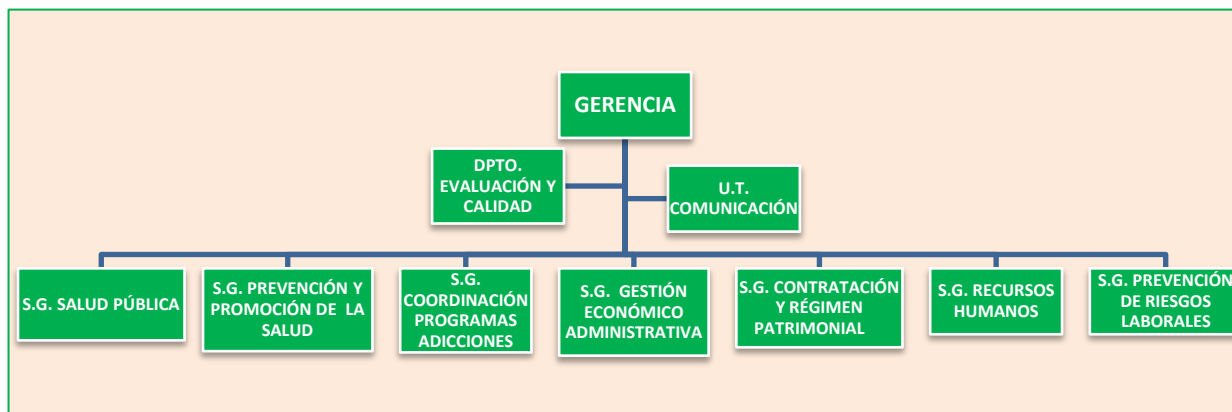 GERENCIA
DPTO.
EVALUACIÓN Y
CALIDAD
U.T.
COMUNICACIÓN
S.G. SALUD PÚBLICA
S.G. PREVENCIÓN Y
PROMOCIÓN DE LA
SALUD
S.G.
COORDINACIÓN
PROGRAMAS
ADICCIONES
S.G. GESTIÓN
ECONÓMICO
ADMINISTRATIVA
S.G. CONTRATACIÓN
Y RÉGIMEN
PATRIMONIAL
S.G. RECURSOS
HUMANOS
S.G. PREVENCIÓN
DE RIESGOS
LABORALES